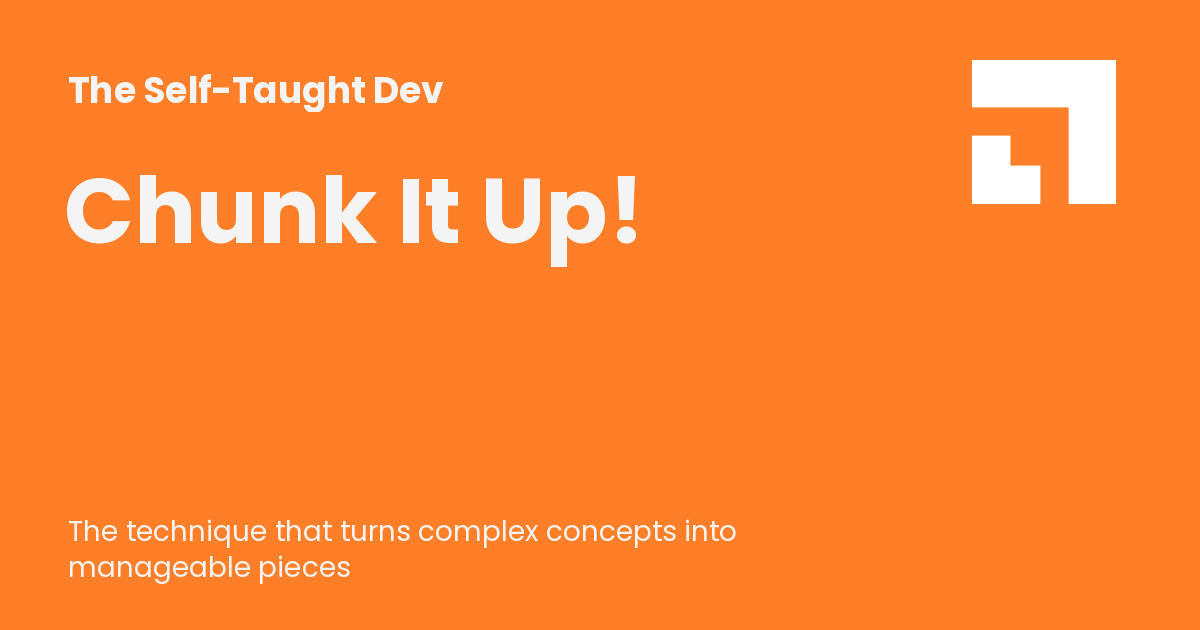 The Self-Taught Dev
Chunk It Up!
The technique that turns complex concepts into
manageable pieces